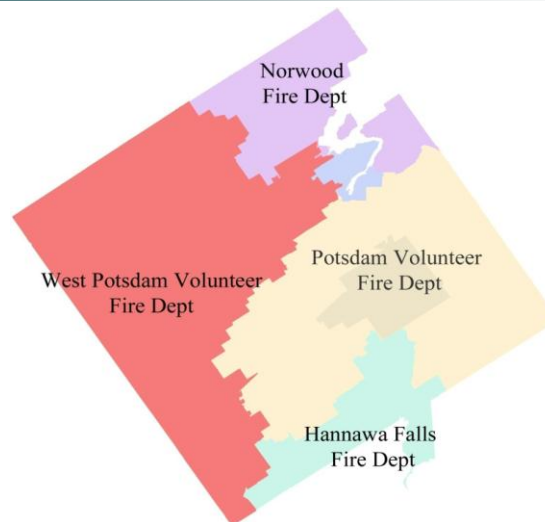 Norwood
Fire Dept
Potsdam Volunteer
Fire Dept
West Potsdam Volunteer
Fire Dept
Hannawa Falls
Fire Dept